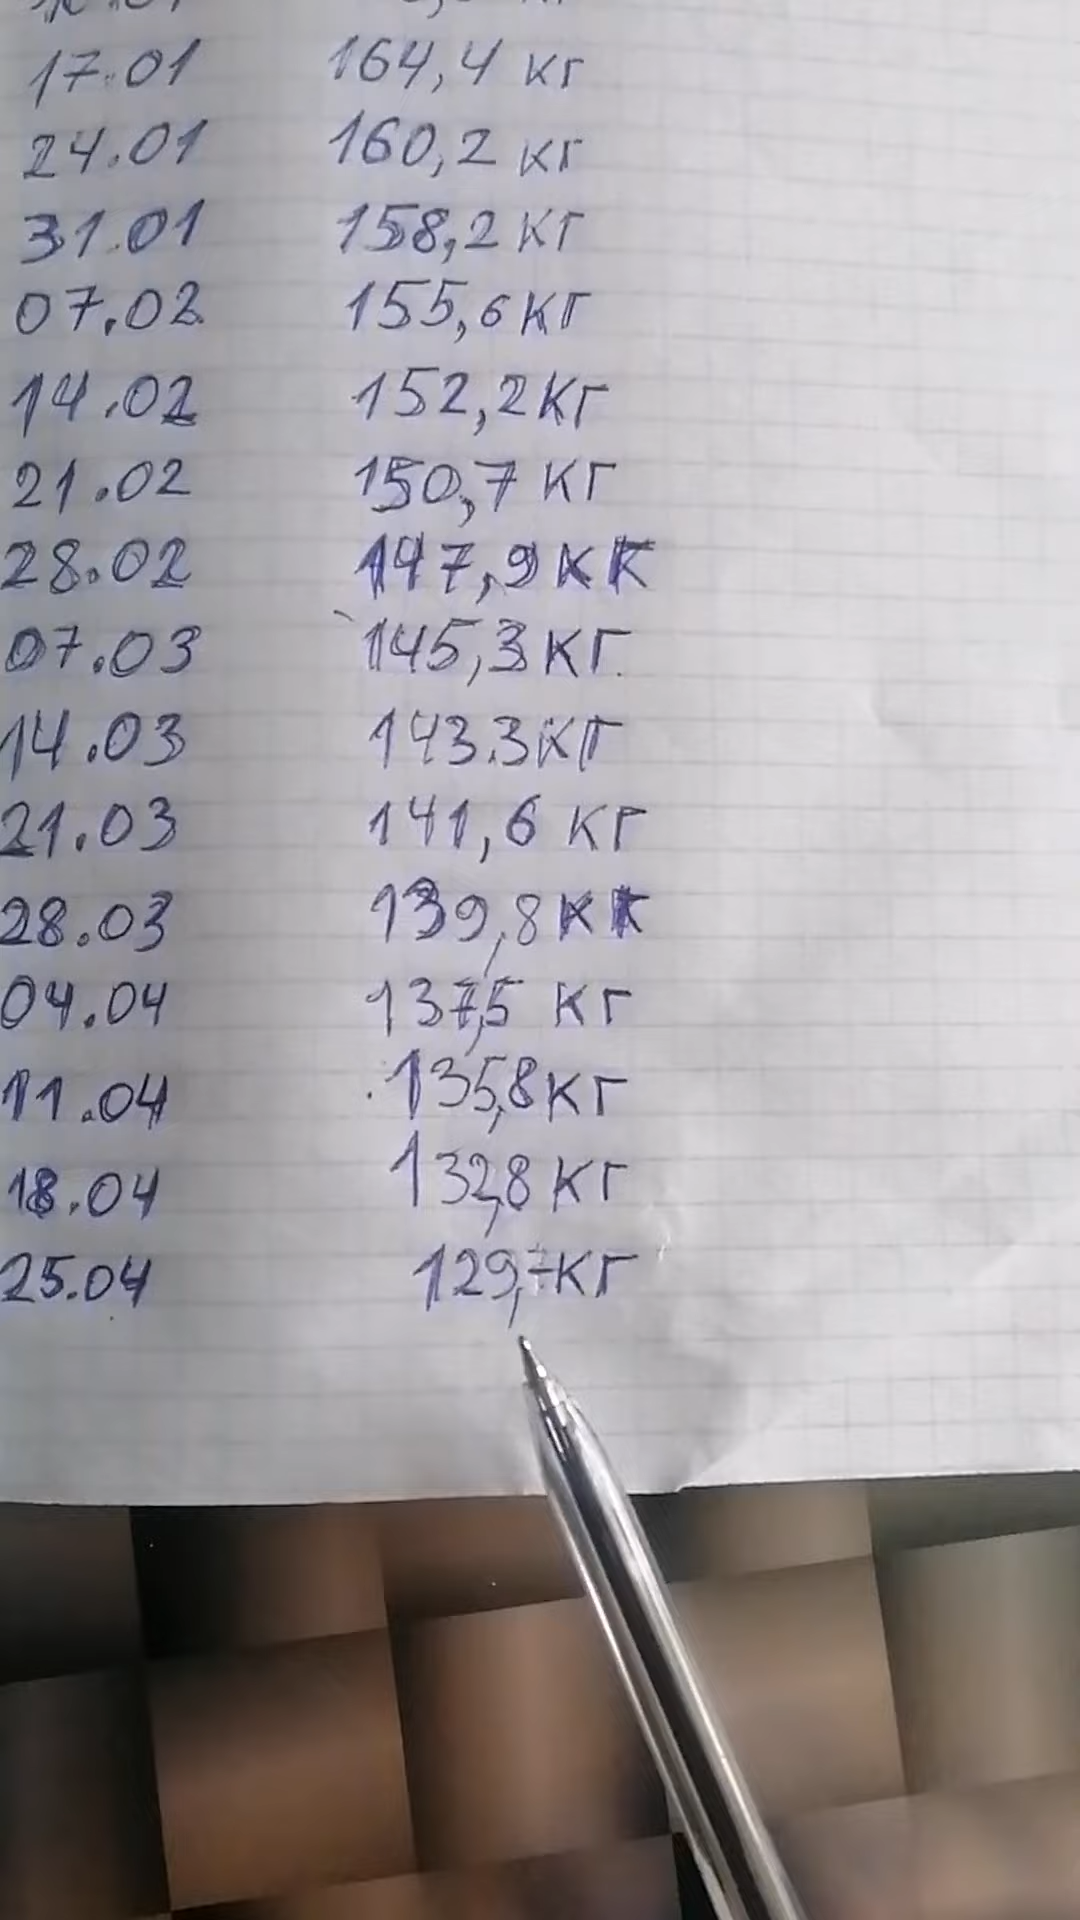 17.01 164,4 кг
24.01 160,2 кг
31.01 158,2 кг
07.02 155,6 кг
14.02 152,2 кг
21.02 150,7 кг
28.02 147,9 кг
07.03 145,3 кг.
14.03 143.3 кг
21.03 141,6 кг
28.03 139,8 кг
04.04 137,5 кг
11.04 135,8 кг
18.04 132,8 кг
25.04 129,7 кг